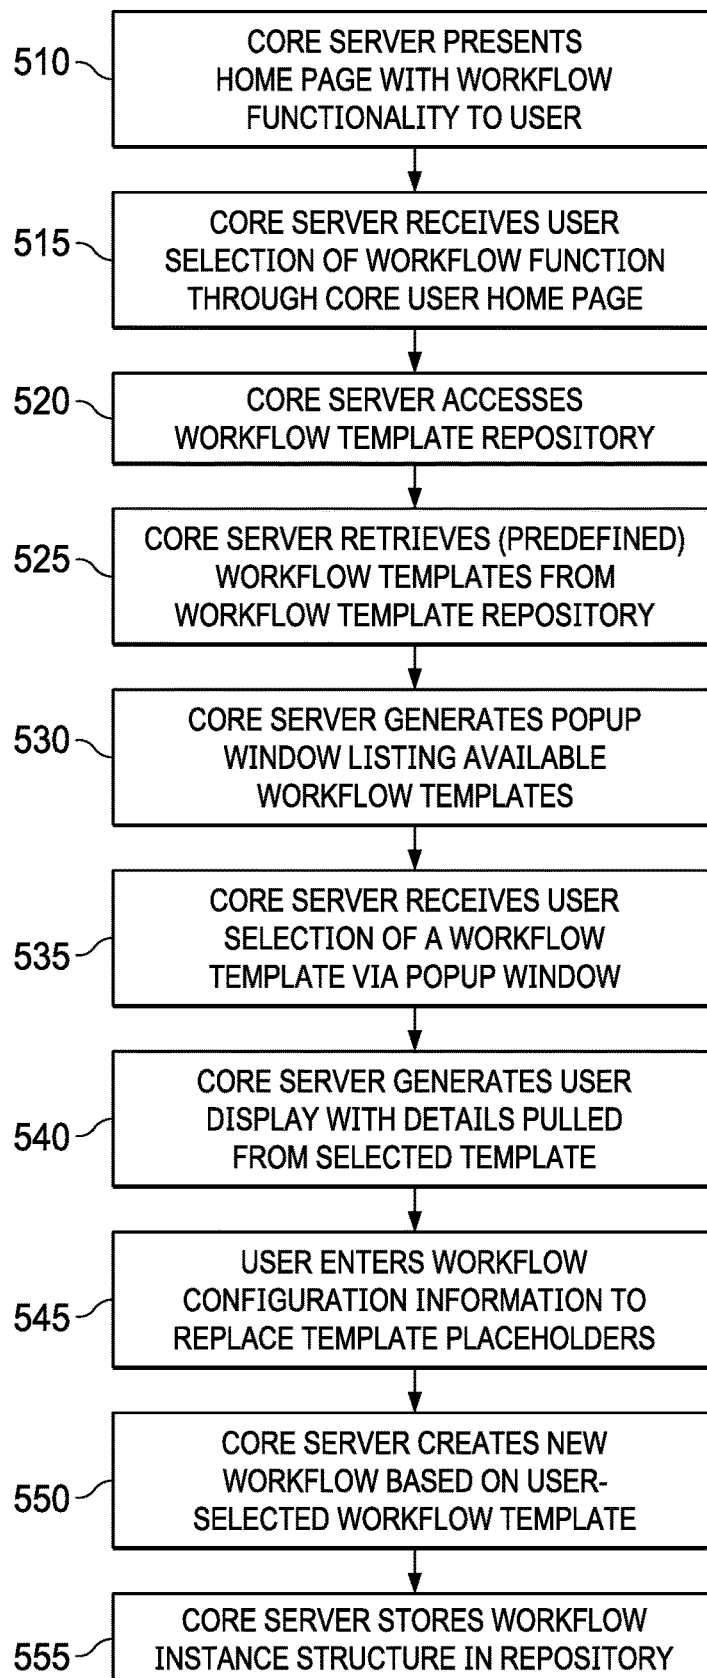 510
CORE SERVER PRESENTS
HOME PAGE WITH WORKFLOW
FUNCTIONALITY TO USER
515
CORE SERVER RECEIVES USER
SELECTION OF WORKFLOW FUNCTION
THROUGH CORE USER HOME PAGE
520
CORE SERVER ACCESSES
WORKFLOW TEMPLATE REPOSITORY
525
CORE SERVER RETRIEVES (PREDEFINED)
WORKFLOW TEMPLATES FROM
WORKFLOW TEMPLATE REPOSITORY
530
CORE SERVER GENERATES POPUP
WINDOW LISTING AVAILABLE
WORKFLOW TEMPLATES
535
CORE SERVER RECEIVES USER
SELECTION OF A WORKFLOW
TEMPLATE VIA POPUP WINDOW
540
CORE SERVER GENERATES USER
DISPLAY WITH DETAILS PULLED
FROM SELECTED TEMPLATE
545
USER ENTERS WORKFLOW
CONFIGURATION INFORMATION TO
REPLACE TEMPLATE PLACEHOLDERS
550
CORE SERVER CREATES NEW
WORKFLOW BASED ON USER-
SELECTED WORKFLOW TEMPLATE
555
CORE SERVER STORES WORKFLOW
INSTANCE STRUCTURE IN REPOSITORY